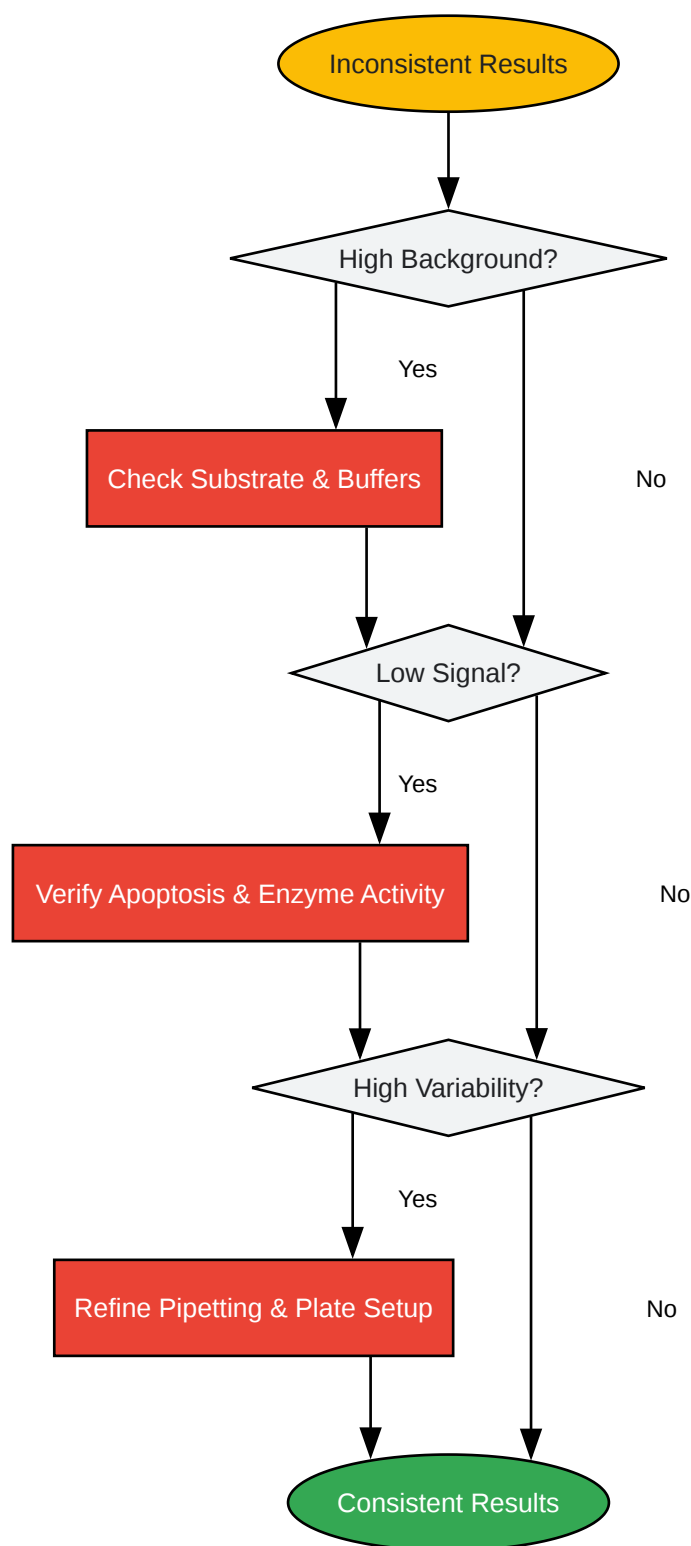 Inconsistent Results
High Background?
Yes
Check Substrate & Buffers
No
Low Signal?
Yes
Verify Apoptosis & Enzyme Activity
No
High Variability?
Yes
Refine Pipetting & Plate Setup
No
Consistent Results